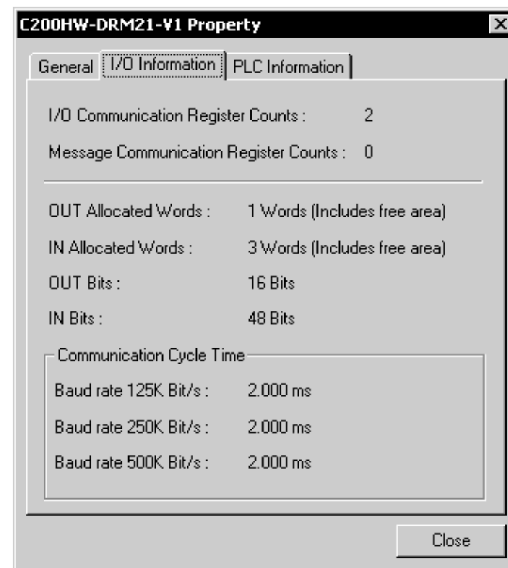 C200HW-DRM21-V1 Property
General I/O Information PLC Information
I/O Communication Register Counts : 2
Message Communication Register Counts : 0
OUT Allocated Words : 1 Words (Includes free area)
IN Allocated Words : 3 Words (Includes free area)
OUT Bits : 16 Bits
IN Bits : 48 Bits
Communication Cycle Time
Baud rate 125K Bit/s : 2.000 ms
Baud rate 250K Bit/s : 2.000 ms
Baud rate 500K Bit/s : 2.000 ms
Close